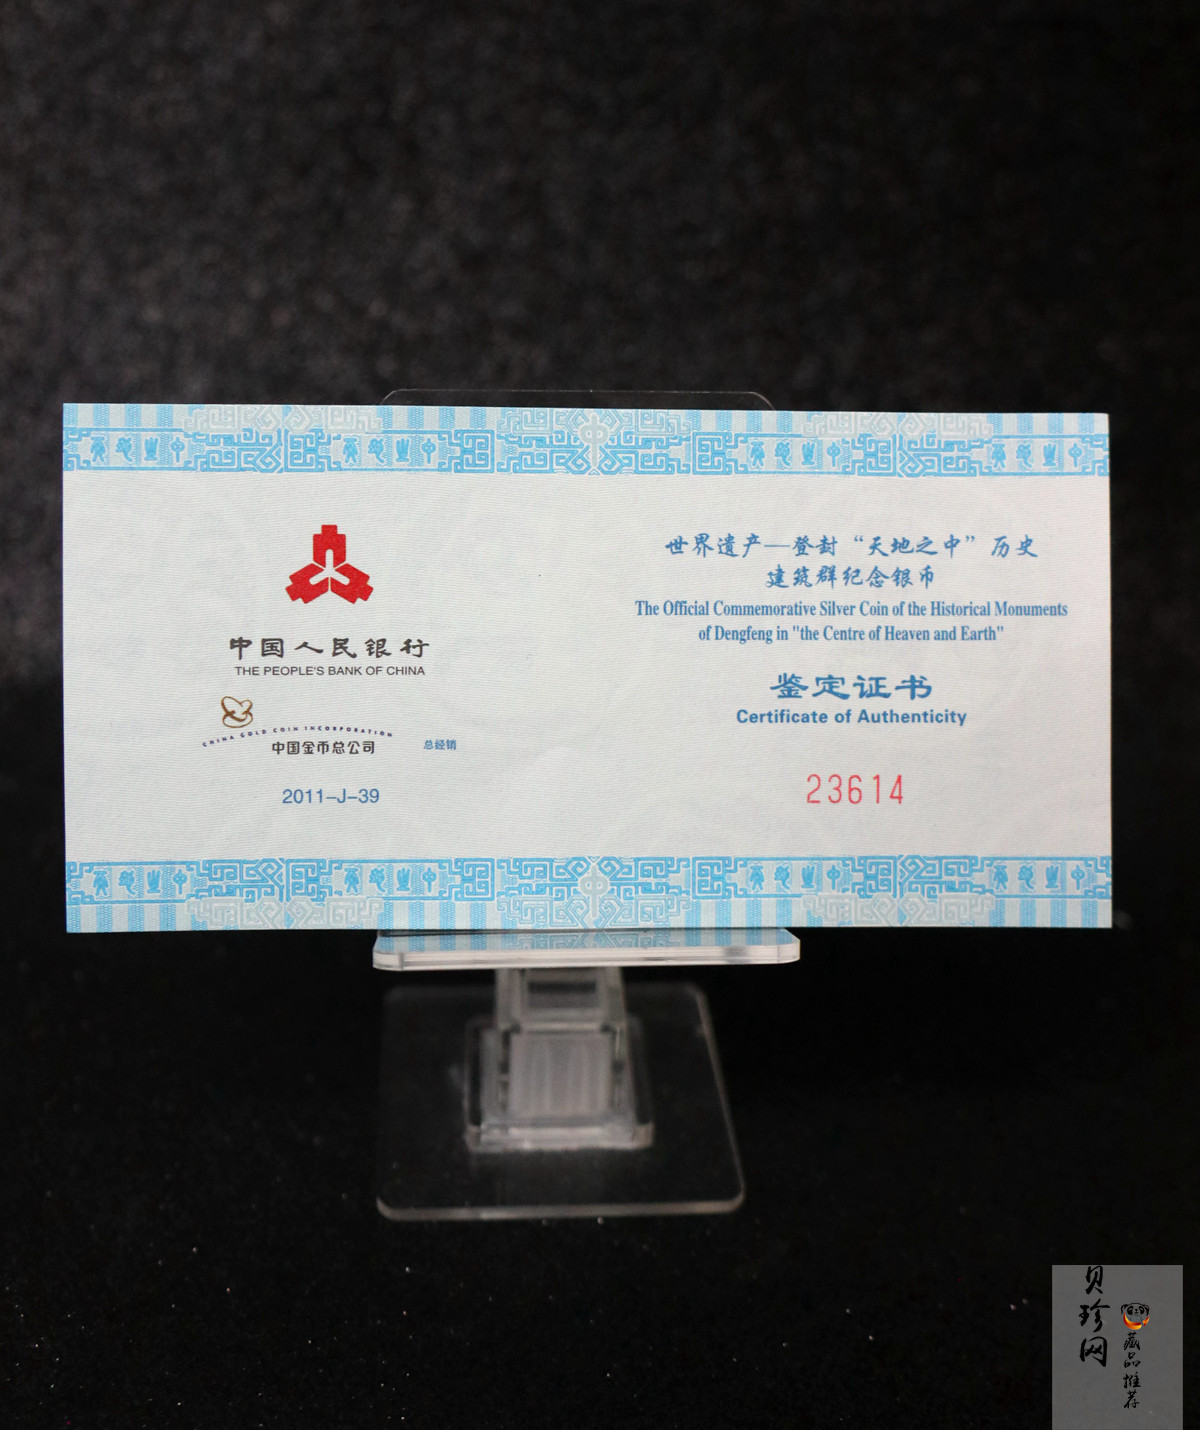 中国人民银行
THE PEOPLE'S BANK OF CHINA
CHINA GOLD COIN INCORPORATION
中国金币总公司 总经销
2011-J-39
世界遗产—登封“天地之中”历史
建筑群纪念银币
The Official Commemorative Silver Coin of the Historical Monuments
of Dengfeng in "the Centre of Heaven and Earth"
鉴定证书
Certificate of Authenticity
23614
贝珍网
藏品推荐